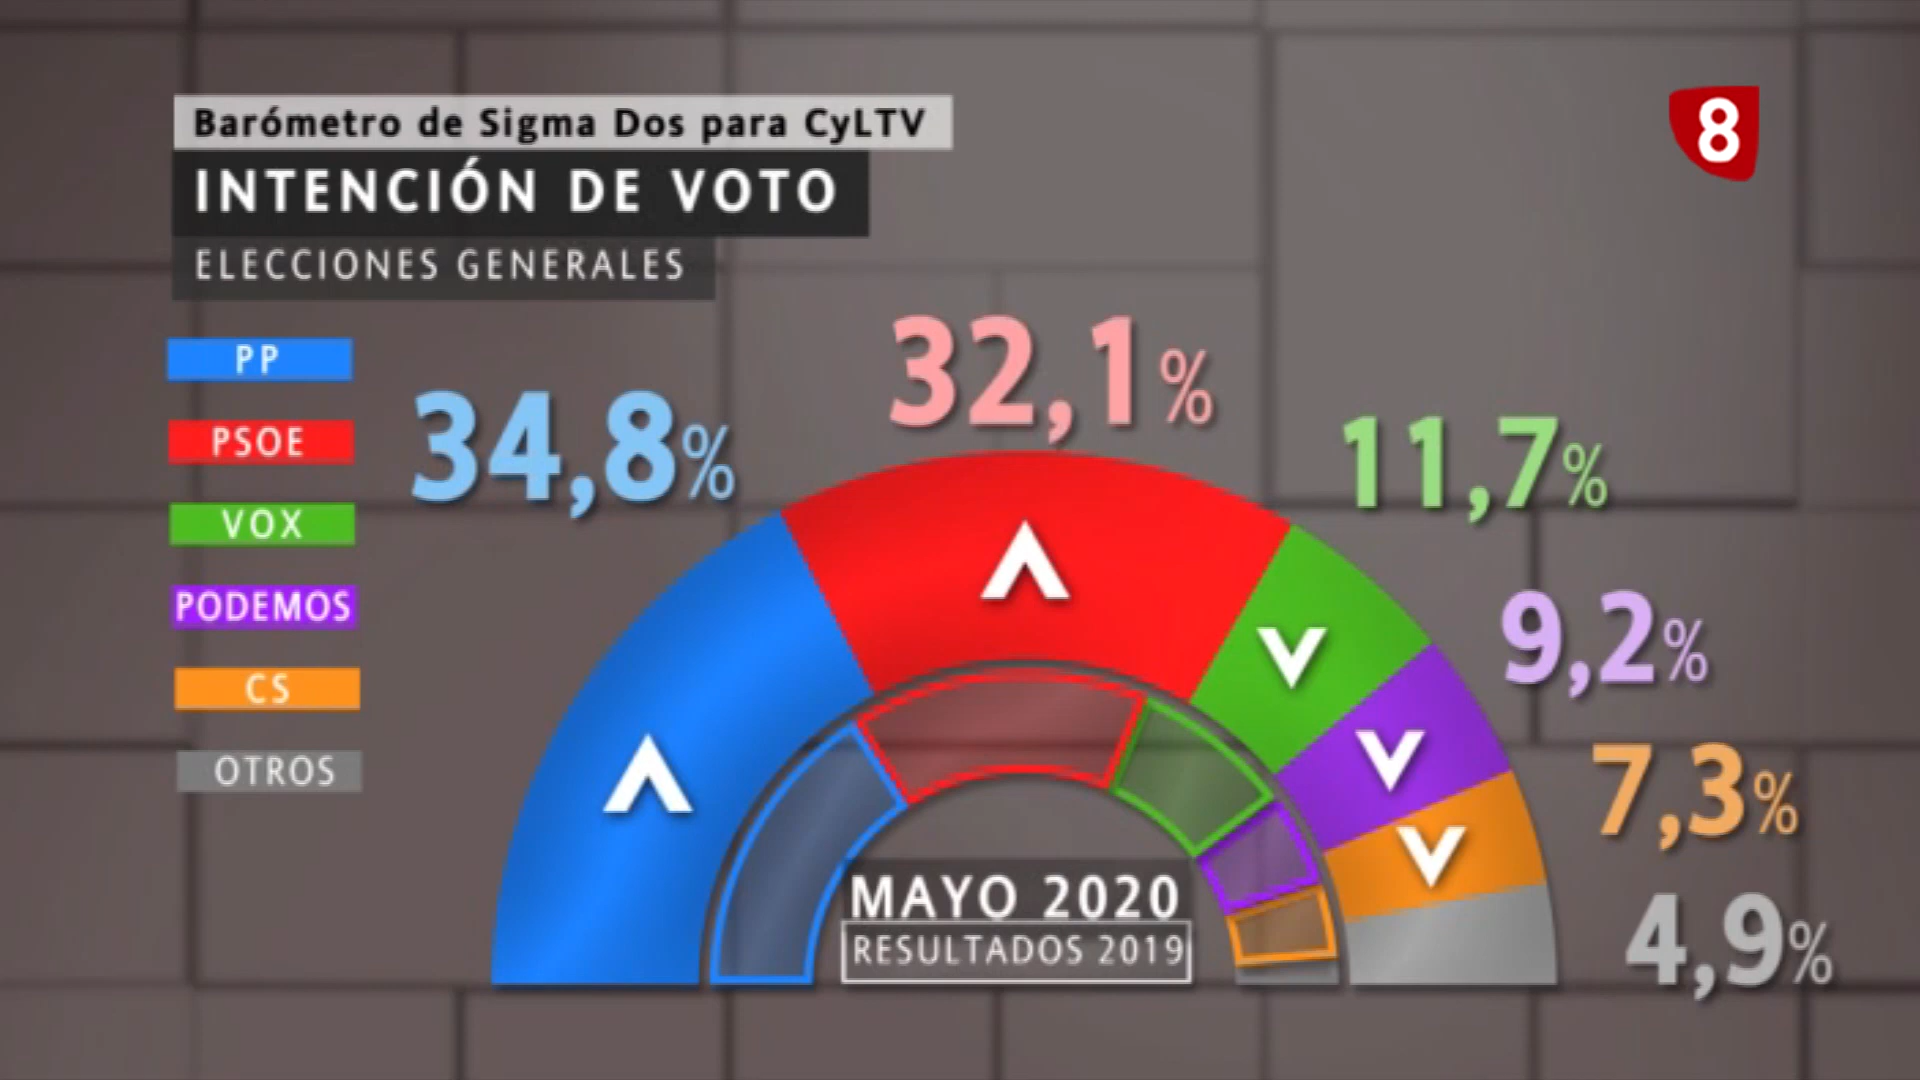 Barómetro de Sigma Dos para CyLTV
8
INTENCIÓN DE VOTO
ELECCIONES GENERALES
PP
PSOE
VOX
PODEMOS
CS
OTROS
34,8%
32,1%
11,7%
9,2%
7,3%
4,9%
MAYO 2020
RESULTADOS 2019